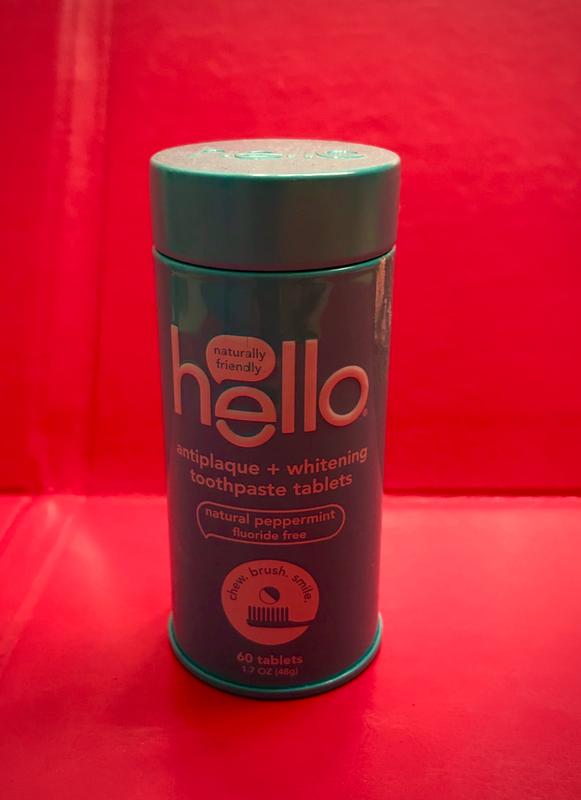 hello
naturally
friendly
hello®
antiplaque + whitening
toothpaste tablets
natural peppermint
fluoride free
chew. brush. smile.
60 tablets
1.7 OZ (48g)